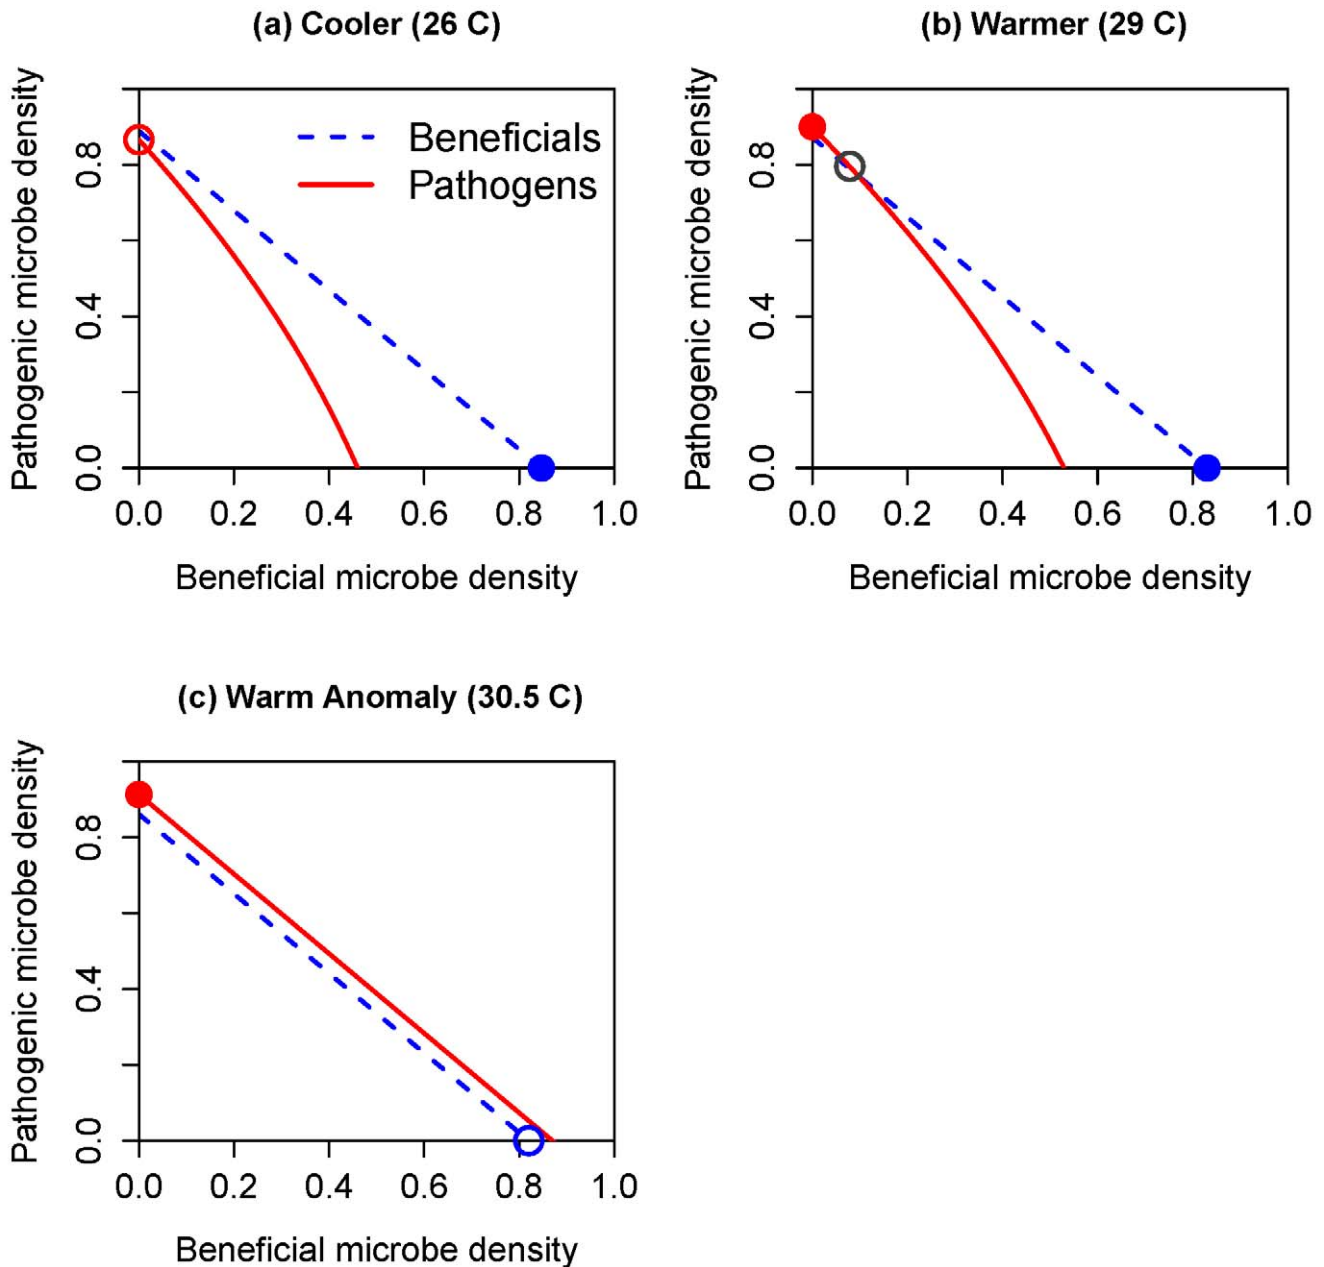 (a) Cooler (26 C)
Pathogenic microbe density
0.8
0.4
0.0
Beneficials
Pathogens
0.0 0.2 0.4 0.6 0.8 1.0
Beneficial microbe density
(b) Warmer (29 C)
Pathogenic microbe density
0.8
0.4
0.0
0.0 0.2 0.4 0.6 0.8 1.0
Beneficial microbe density
(c) Warm Anomaly (30.5 C)
Pathogenic microbe density
0.8
0.4
0.0
0.0 0.2 0.4 0.6 0.8 1.0
Beneficial microbe density